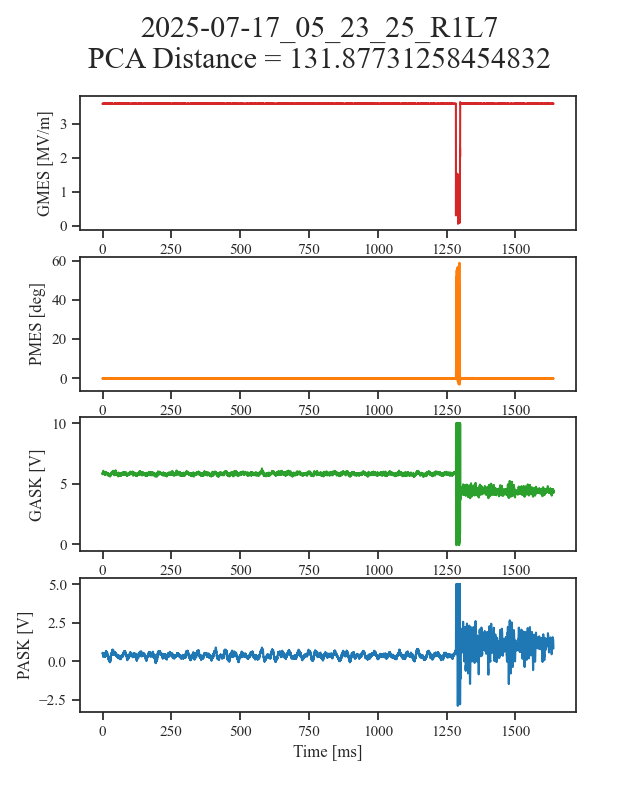 2025-07-17_05_23_25_R1L7
PCA Distance = 131.87731258454832
GMES [MV/m]
3
2
1
0
0 250 500 750 1000 1250 1500
PMES [deg]
60
40
20
0
0 250 500 750 1000 1250 1500
GASK [V]
10
5
0
0 250 500 750 1000 1250 1500
PASK [V]
5.0
2.5
0.0
−2.5
0 250 500 750 1000 1250 1500
Time [ms]